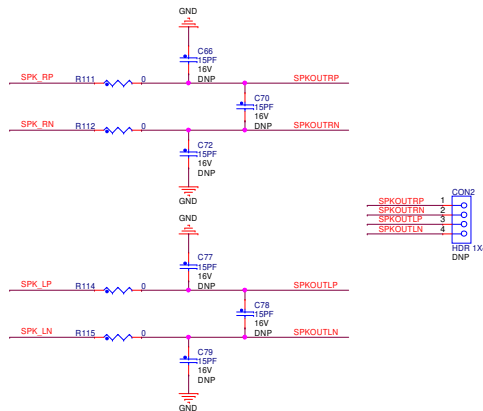 GND
C66
15PF
16V
DNP
SPK_RP
R111
0
SPKOUTRP
C70
15PF
16V
DNP
SPK_RN
R112
0
SPKOUTRN
C72
15PF
16V
DNP
GND
CON2
SPKOUTRP 1
SPKOUTRN 2
SPKOUTLP 3
SPKOUTLN 4
HDR 1X
DNP
GND
C77
15PF
16V
DNP
SPK_LP
R114
0
SPKOUTLP
C78
15PF
16V
DNP
SPK_LN
R115
0
SPKOUTLN
C79
15PF
16V
DNP
GND